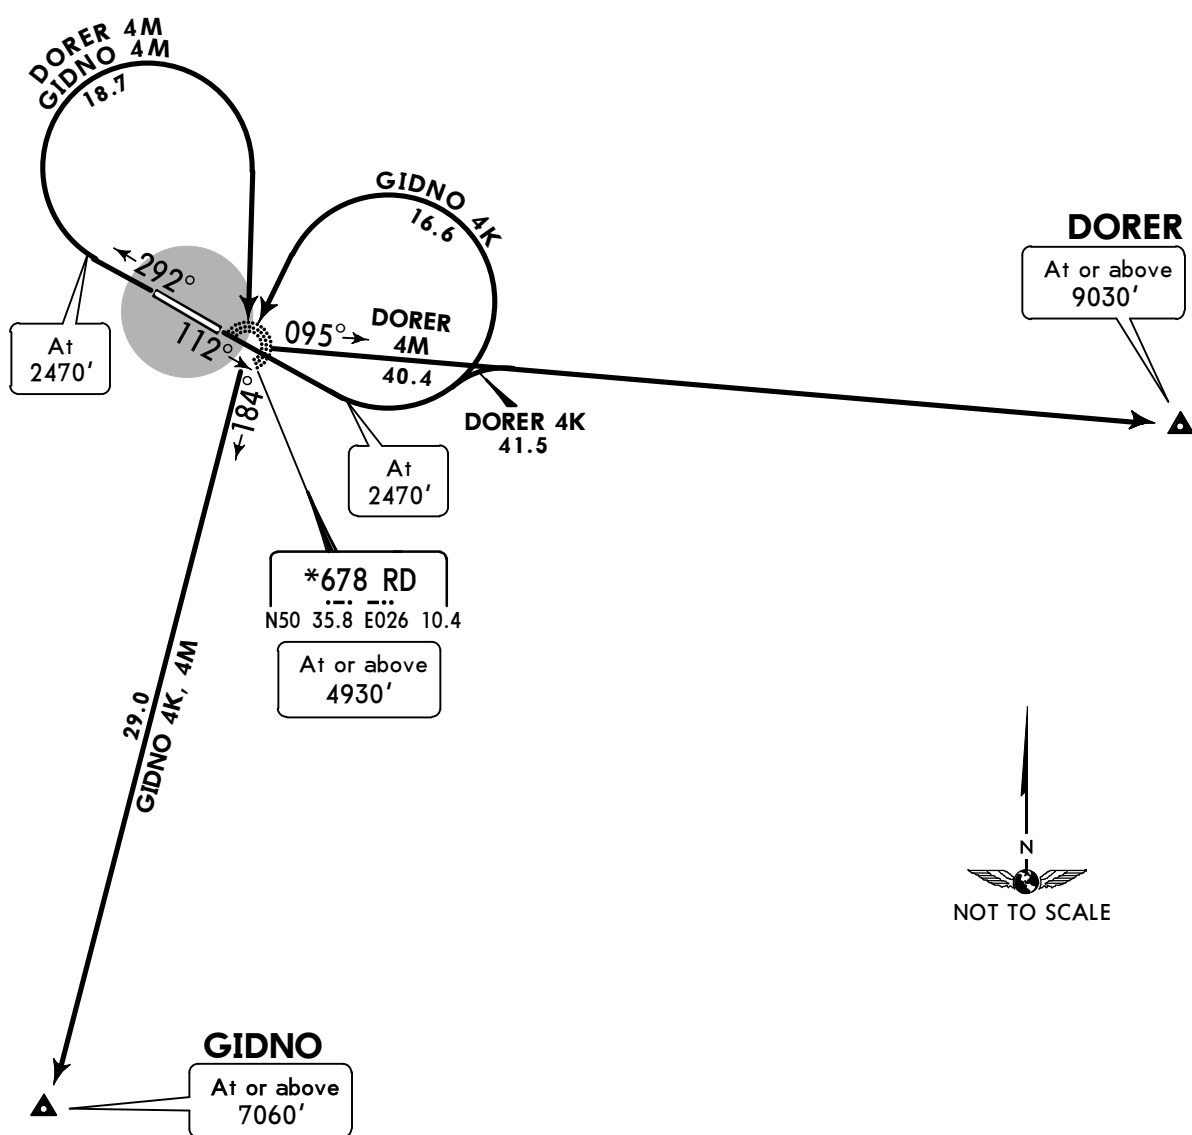 DORER 4M
GIDNO 4M
18.7
GIDNO 4K
16.6
DORER
At or above
9030'
292°
112°
095°
DORER
4M
40.4
At
2470'
184°
DORER 4K
41.5
At
2470'
*678 RD
N50 35.8 E026 10.4
At or above
4930'
29.0
GIDNO 4K, 4M
N
NOT TO SCALE
GIDNO
At or above
7060'